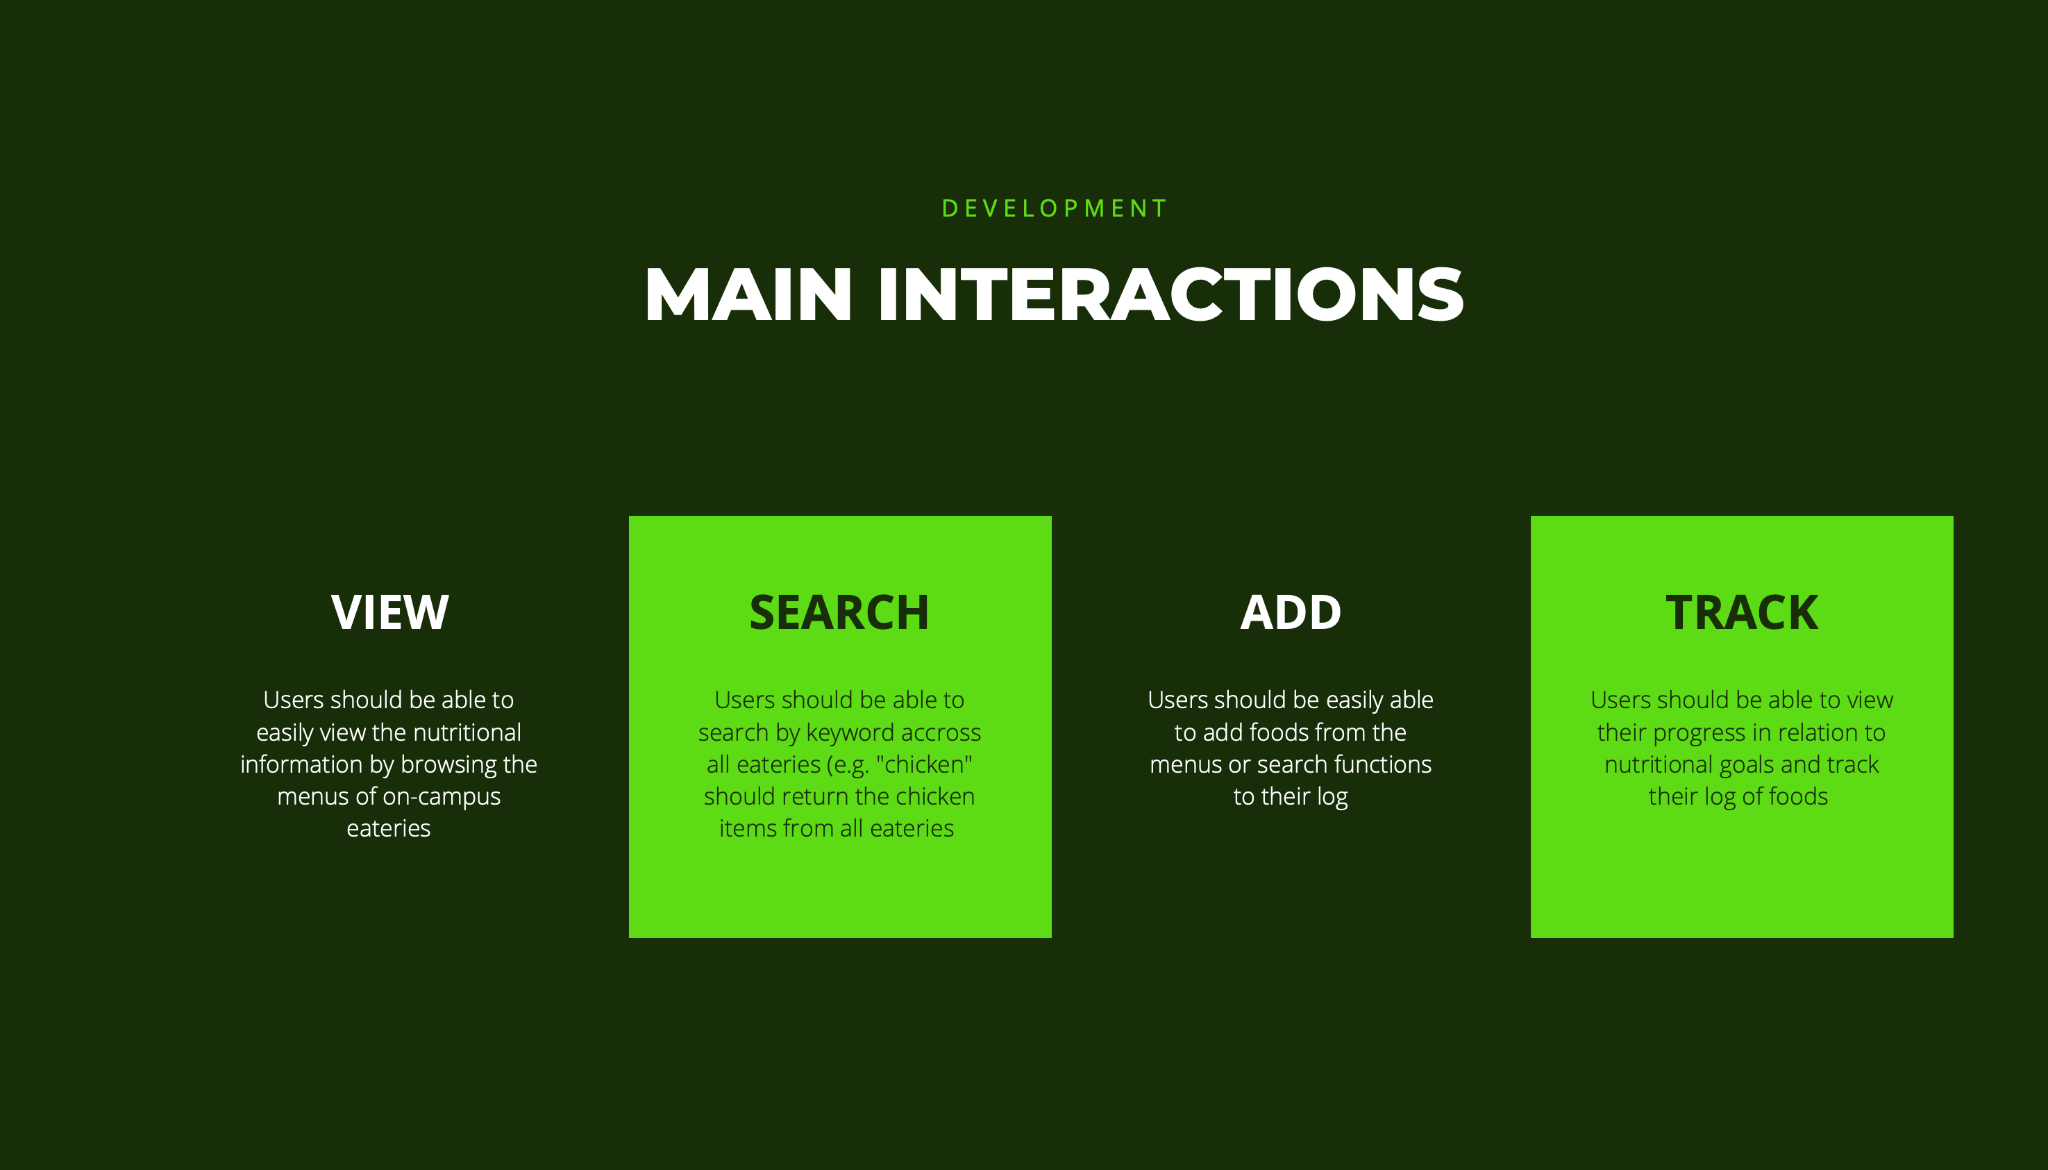 DEVELOPMENT
MAIN INTERACTIONS
VIEW
Users should be able to
easily view the nutritional
information by browsing the
menus of on-campus
eateries
SEARCH
Users should be able to
search by keyword accross
all eateries (e.g. "chicken"
should return the chicken
items from all eateries
ADD
Users should be easily able
to add foods from the
menus or search functions
to their log
TRACK
Users should be able to view
their progress in relation to
nutritional goals and track
their log of foods